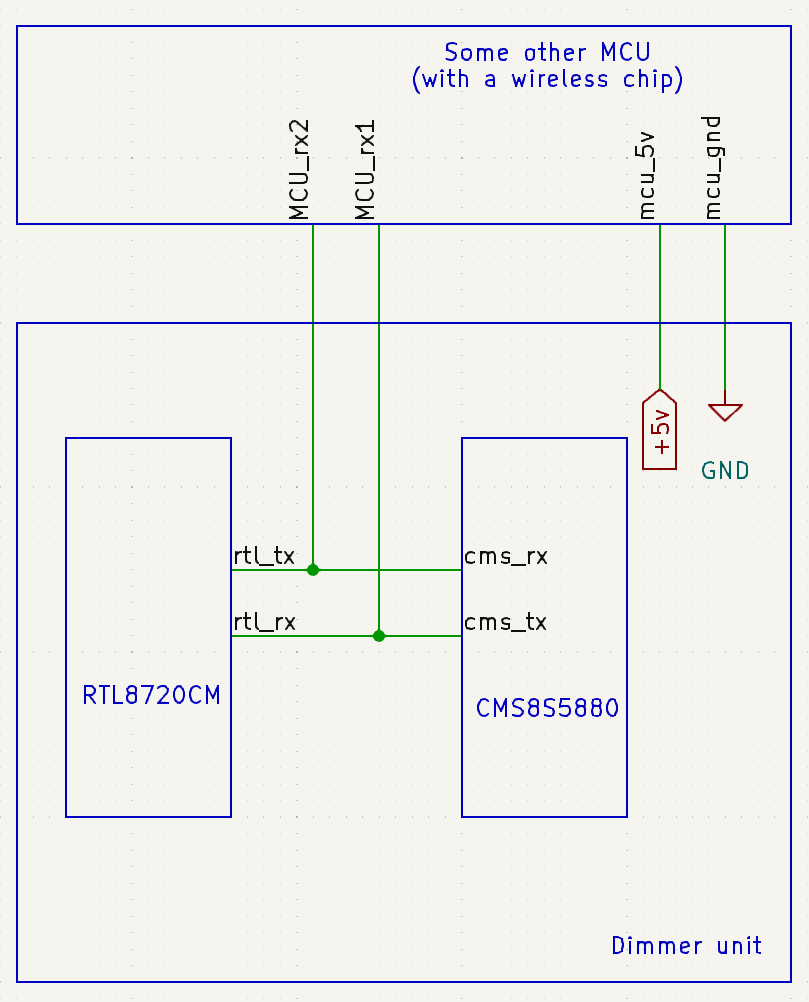 Some other MCU
(with a wireless chip)
MCU_rx2
MCU_rx1
mcu_5v
mcu_gnd
+5v
GND
rtl_tx
cms_rx
rtl_rx
cms_tx
RTL8720CM
CMS8S5880
Dimmer unit